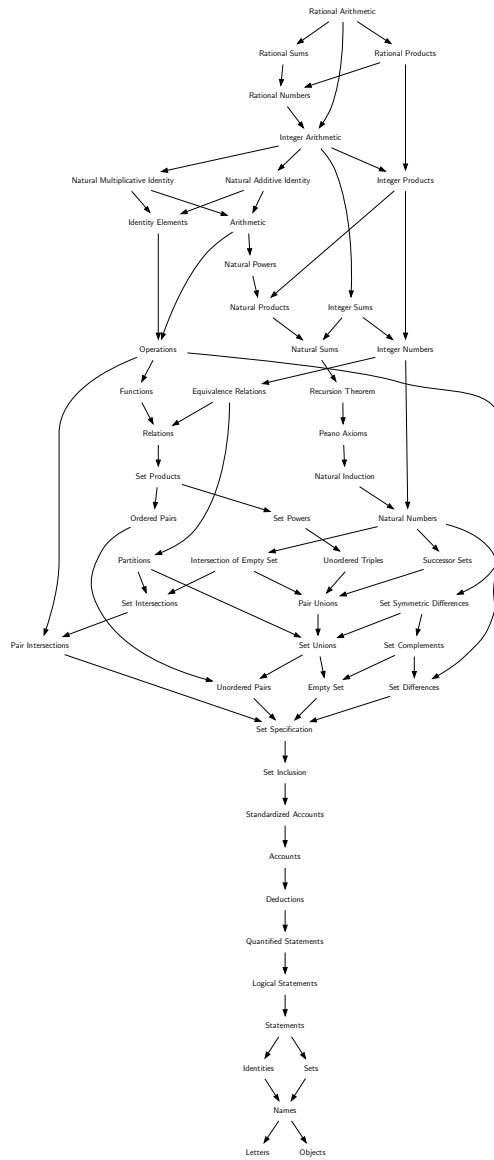 Rational Arithmetic
Rational Sums
Rational Products
Rational Numbers
Integer Arithmetic
Natural Multiplicative Identity
Natural Additive Identity
Integer Products
Identity Elements
Arithmetic
Natural Powers
Natural Products
Integer Sums
Operations
Natural Sums
Integer Numbers
Functions
Equivalence Relations
Recursion Theorem
Relations
Peano Axioms
Set Products
Natural Induction
Ordered Pairs
Set Powers
Natural Numbers
Partitions
Intersection of Empty Set
Unordered Triples
Successor Sets
Set Intersections
Pair Unions
Set Symmetric Differences
Pair Intersections
Set Unions
Set Complements
Unordered Pairs
Empty Set
Set Differences
Set Specification
Set Inclusion
Standardized Accounts
Accounts
Deductions
Quantified Statements
Logical Statements
Statements
Identities
Sets
Names
Letters
Objects